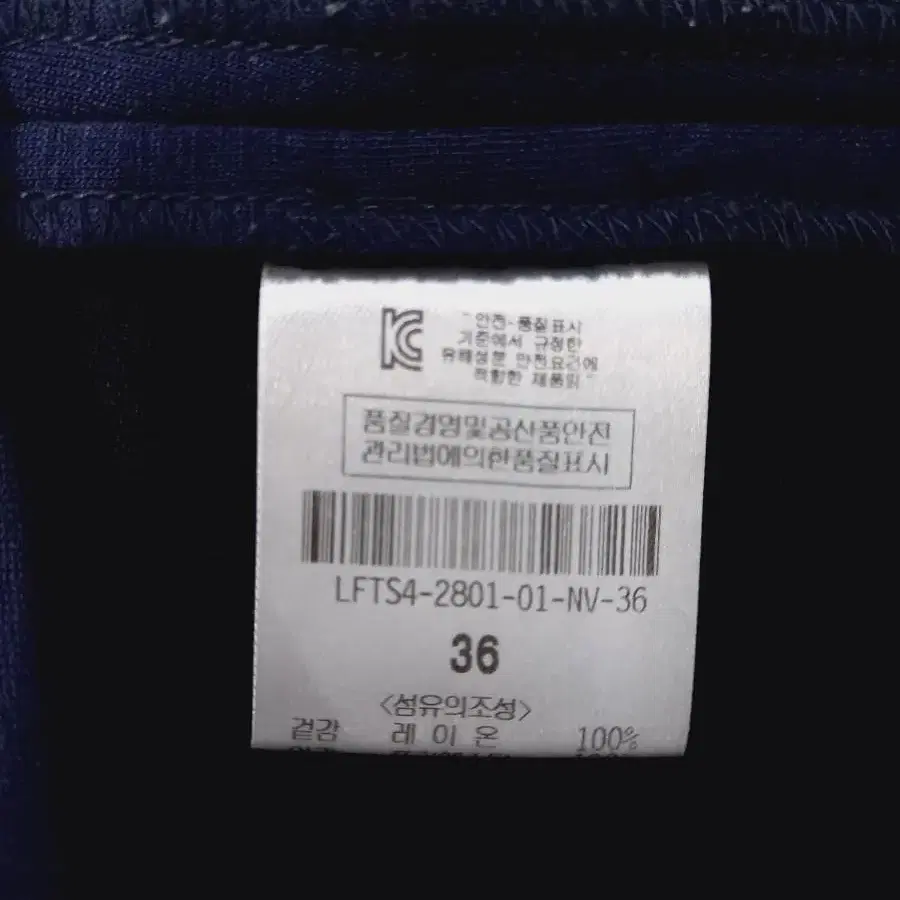 KC
"안전·품질표시
기준에서 규정한
유해성분 안전요건에
적합한 제품임"
품질경영및공산품안전
관리법에의한품질표시
LFTS4-2801-01-NV-36
36
<섬유의조성>
겉감 레이온 100%